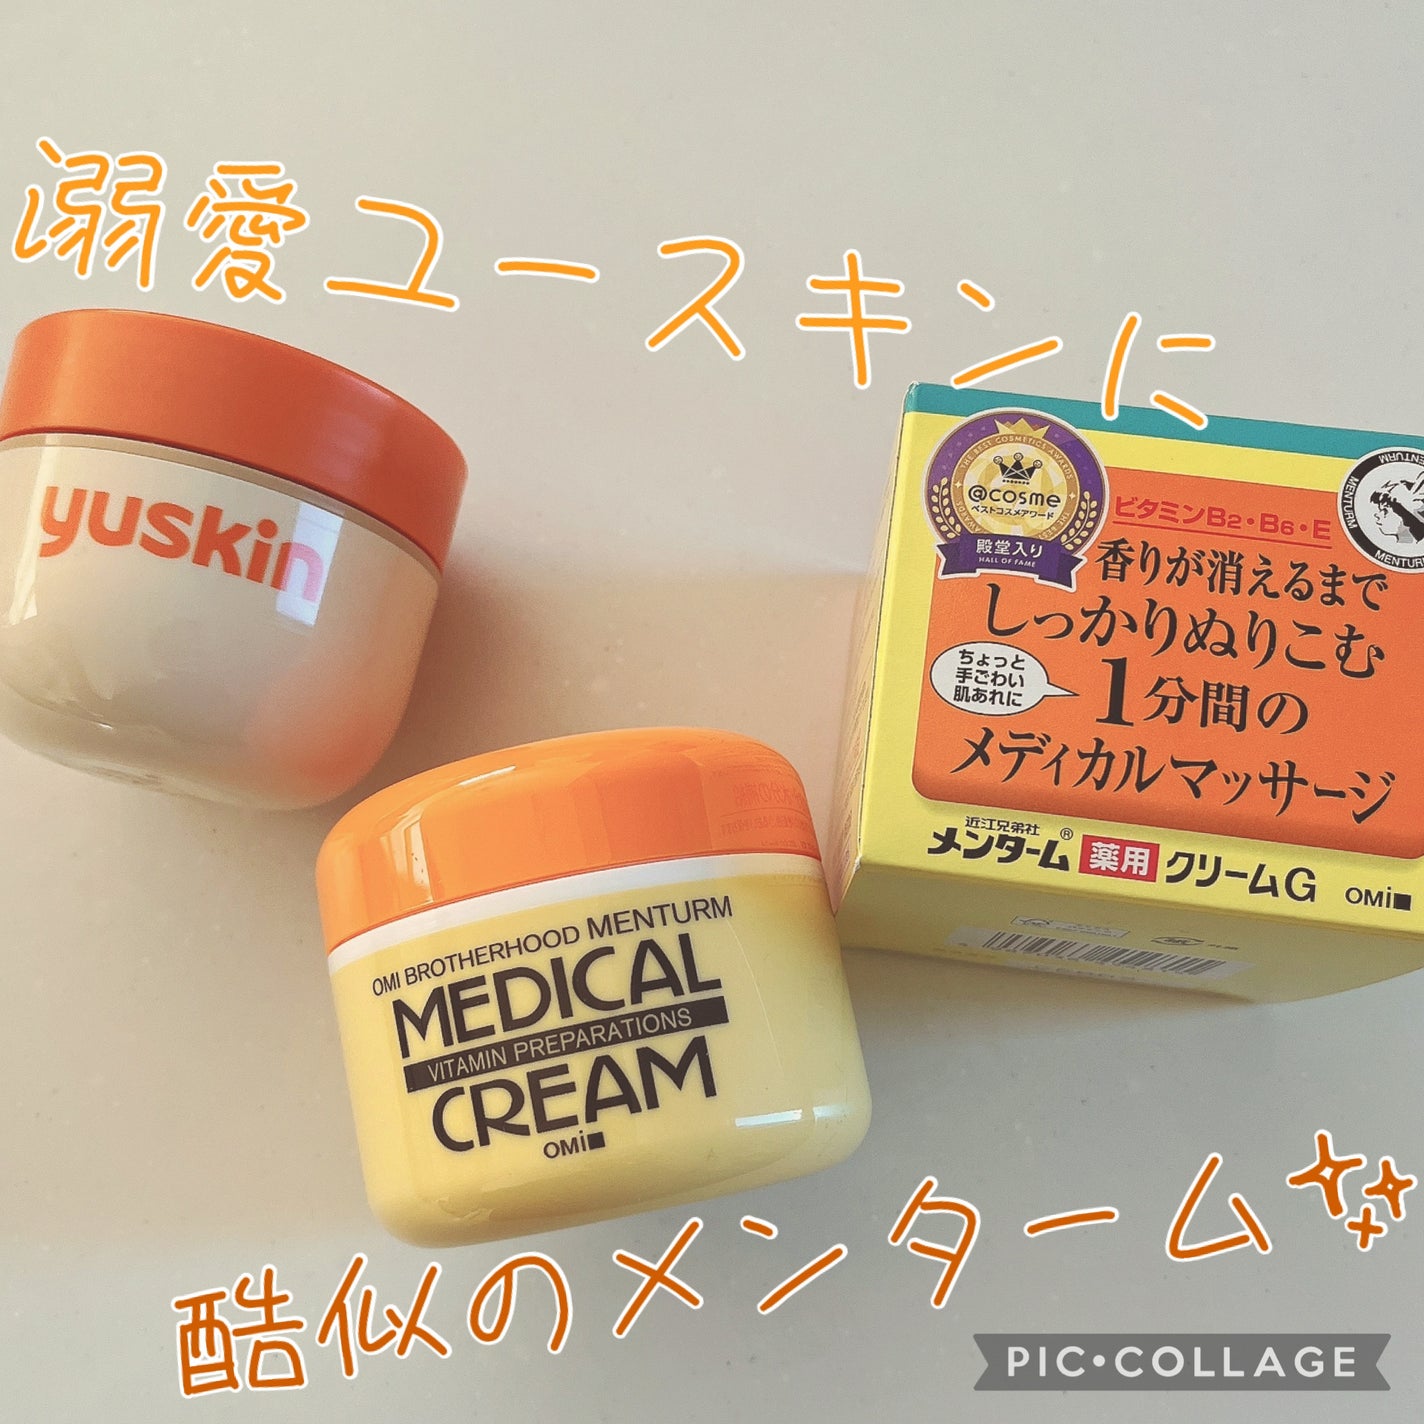 溺愛ユースキンに
yuskin
THE BEST COSMETICS AWARDS
@cosme
ベストコスメアワード
殿堂入り
HALL OF FAME
ビタミンB2・B6・E
MENTURM
MENTURM
MENTURM
香りが消えるまで
しっかりぬりこむ
ちょっと
手ごわい
肌あれに
1分間の
メディカルマッサージ
近江兄弟社
メンターム®薬用クリームG
OMI
OMI BROTHERHOOD MENTURM
MEDICAL
VITAMIN PREPARATIONS
CREAM
OMI
酷似のメンターム
PIC•COLLAGE